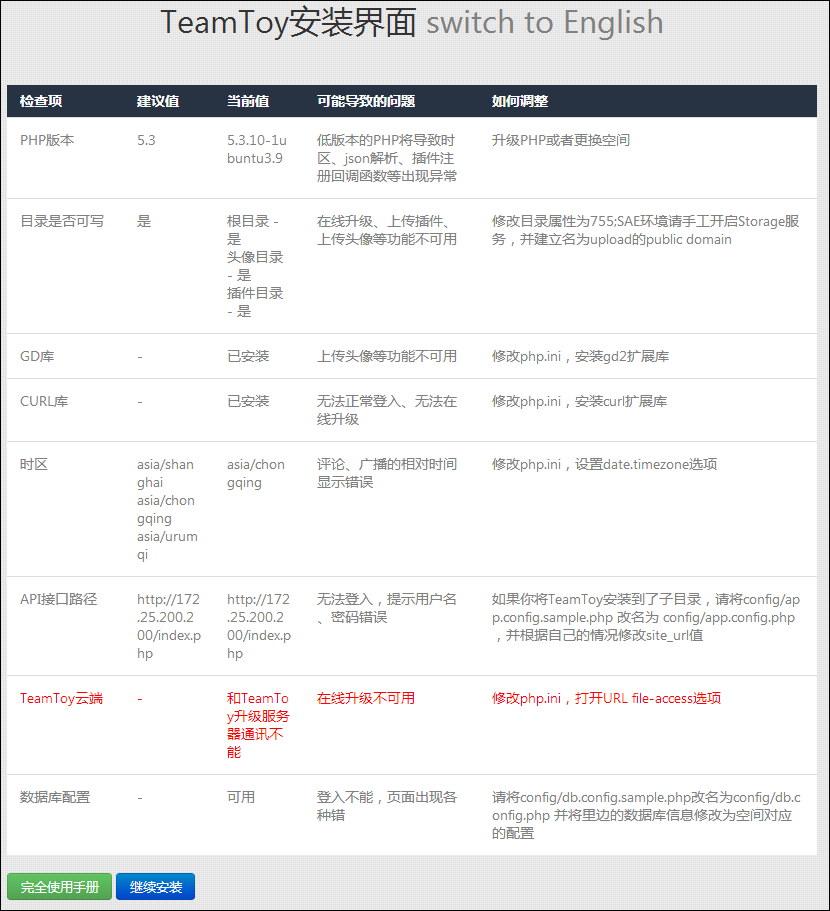 TeamToy安装界面 switch to English
检查项 建议值 当前值 可能导致的问题 如何调整
PHP版本 5.3 5.3.10-1u 低版本的PHP将导致时 升级PHP或者更换空间
buntu3.9 区、json解析、插件注
册回调函数等出现异常
目录是否可写 是 根目录 - 在线升级、上传插件、 修改目录属性为755;SAE环境请手工开启Storage服
是 上传头像等功能不可用 务，并建立名为upload的public domain
头像目录
- 是
插件目录
- 是
GD库 - 已安装 上传头像等功能不可用 修改php.ini，安装gd2扩展库
CURL库 - 已安装 无法正常登入、无法在 修改php.ini，安装curl扩展库
线升级
时区 asia/shan asia/chon 评论、广播的相对时间 修改php.ini，设置date.timezone选项
ghai gqing 显示错误
asia/chon
gqing
asia/urum
qi
API接口路径 http://172 http://172 无法登入，提示用户名 如果你将TeamToy安装到了子目录，请将config/ap
.25.200.2 .25.200.2 、密码错误 p.config.sample.php 改名为 config/app.config.php
00/index.p 00/index.p ，并根据自己的情况修改site_url值
hp hp
TeamToy云端 - 和TeamTo 在线升级不可用 修改php.ini，打开URL file-access选项
y升级服务
器通讯不
能
数据库配置 - 可用 登入不能，页面出现各 请将config/db.config.sample.php改名为config/db.c
种错 onfig.php 并将里边的数据库信息修改为空间对应
的配置
完全使用手册 继续安装